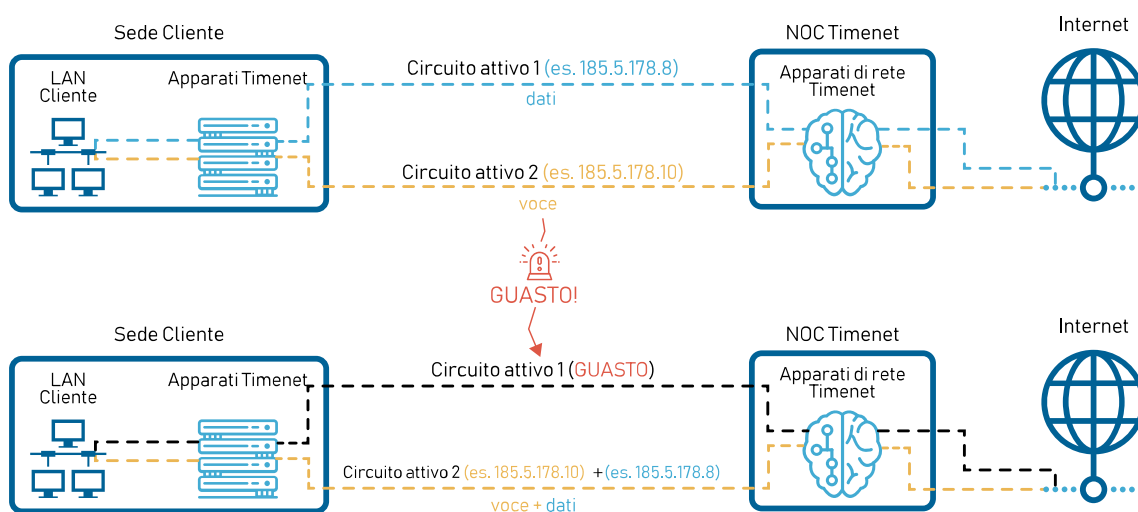 Sede Cliente
NOC Timenet
Internet
LAN
Cliente
Apparati Timenet
Circuito attivo 1 (es. 185.5.178.8)
dati
Apparati di rete
Timenet
Circuito attivo 2 (es. 185.5.178.10)
voce
GUASTO!
Sede Cliente
NOC Timenet
Internet
LAN
Cliente
Apparati Timenet
Circuito attivo 1 (GUASTO)
Apparati di rete
Timenet
Circuito attivo 2 (es. 185.5.178.10) +(es. 185.5.178.8)
voce + dati